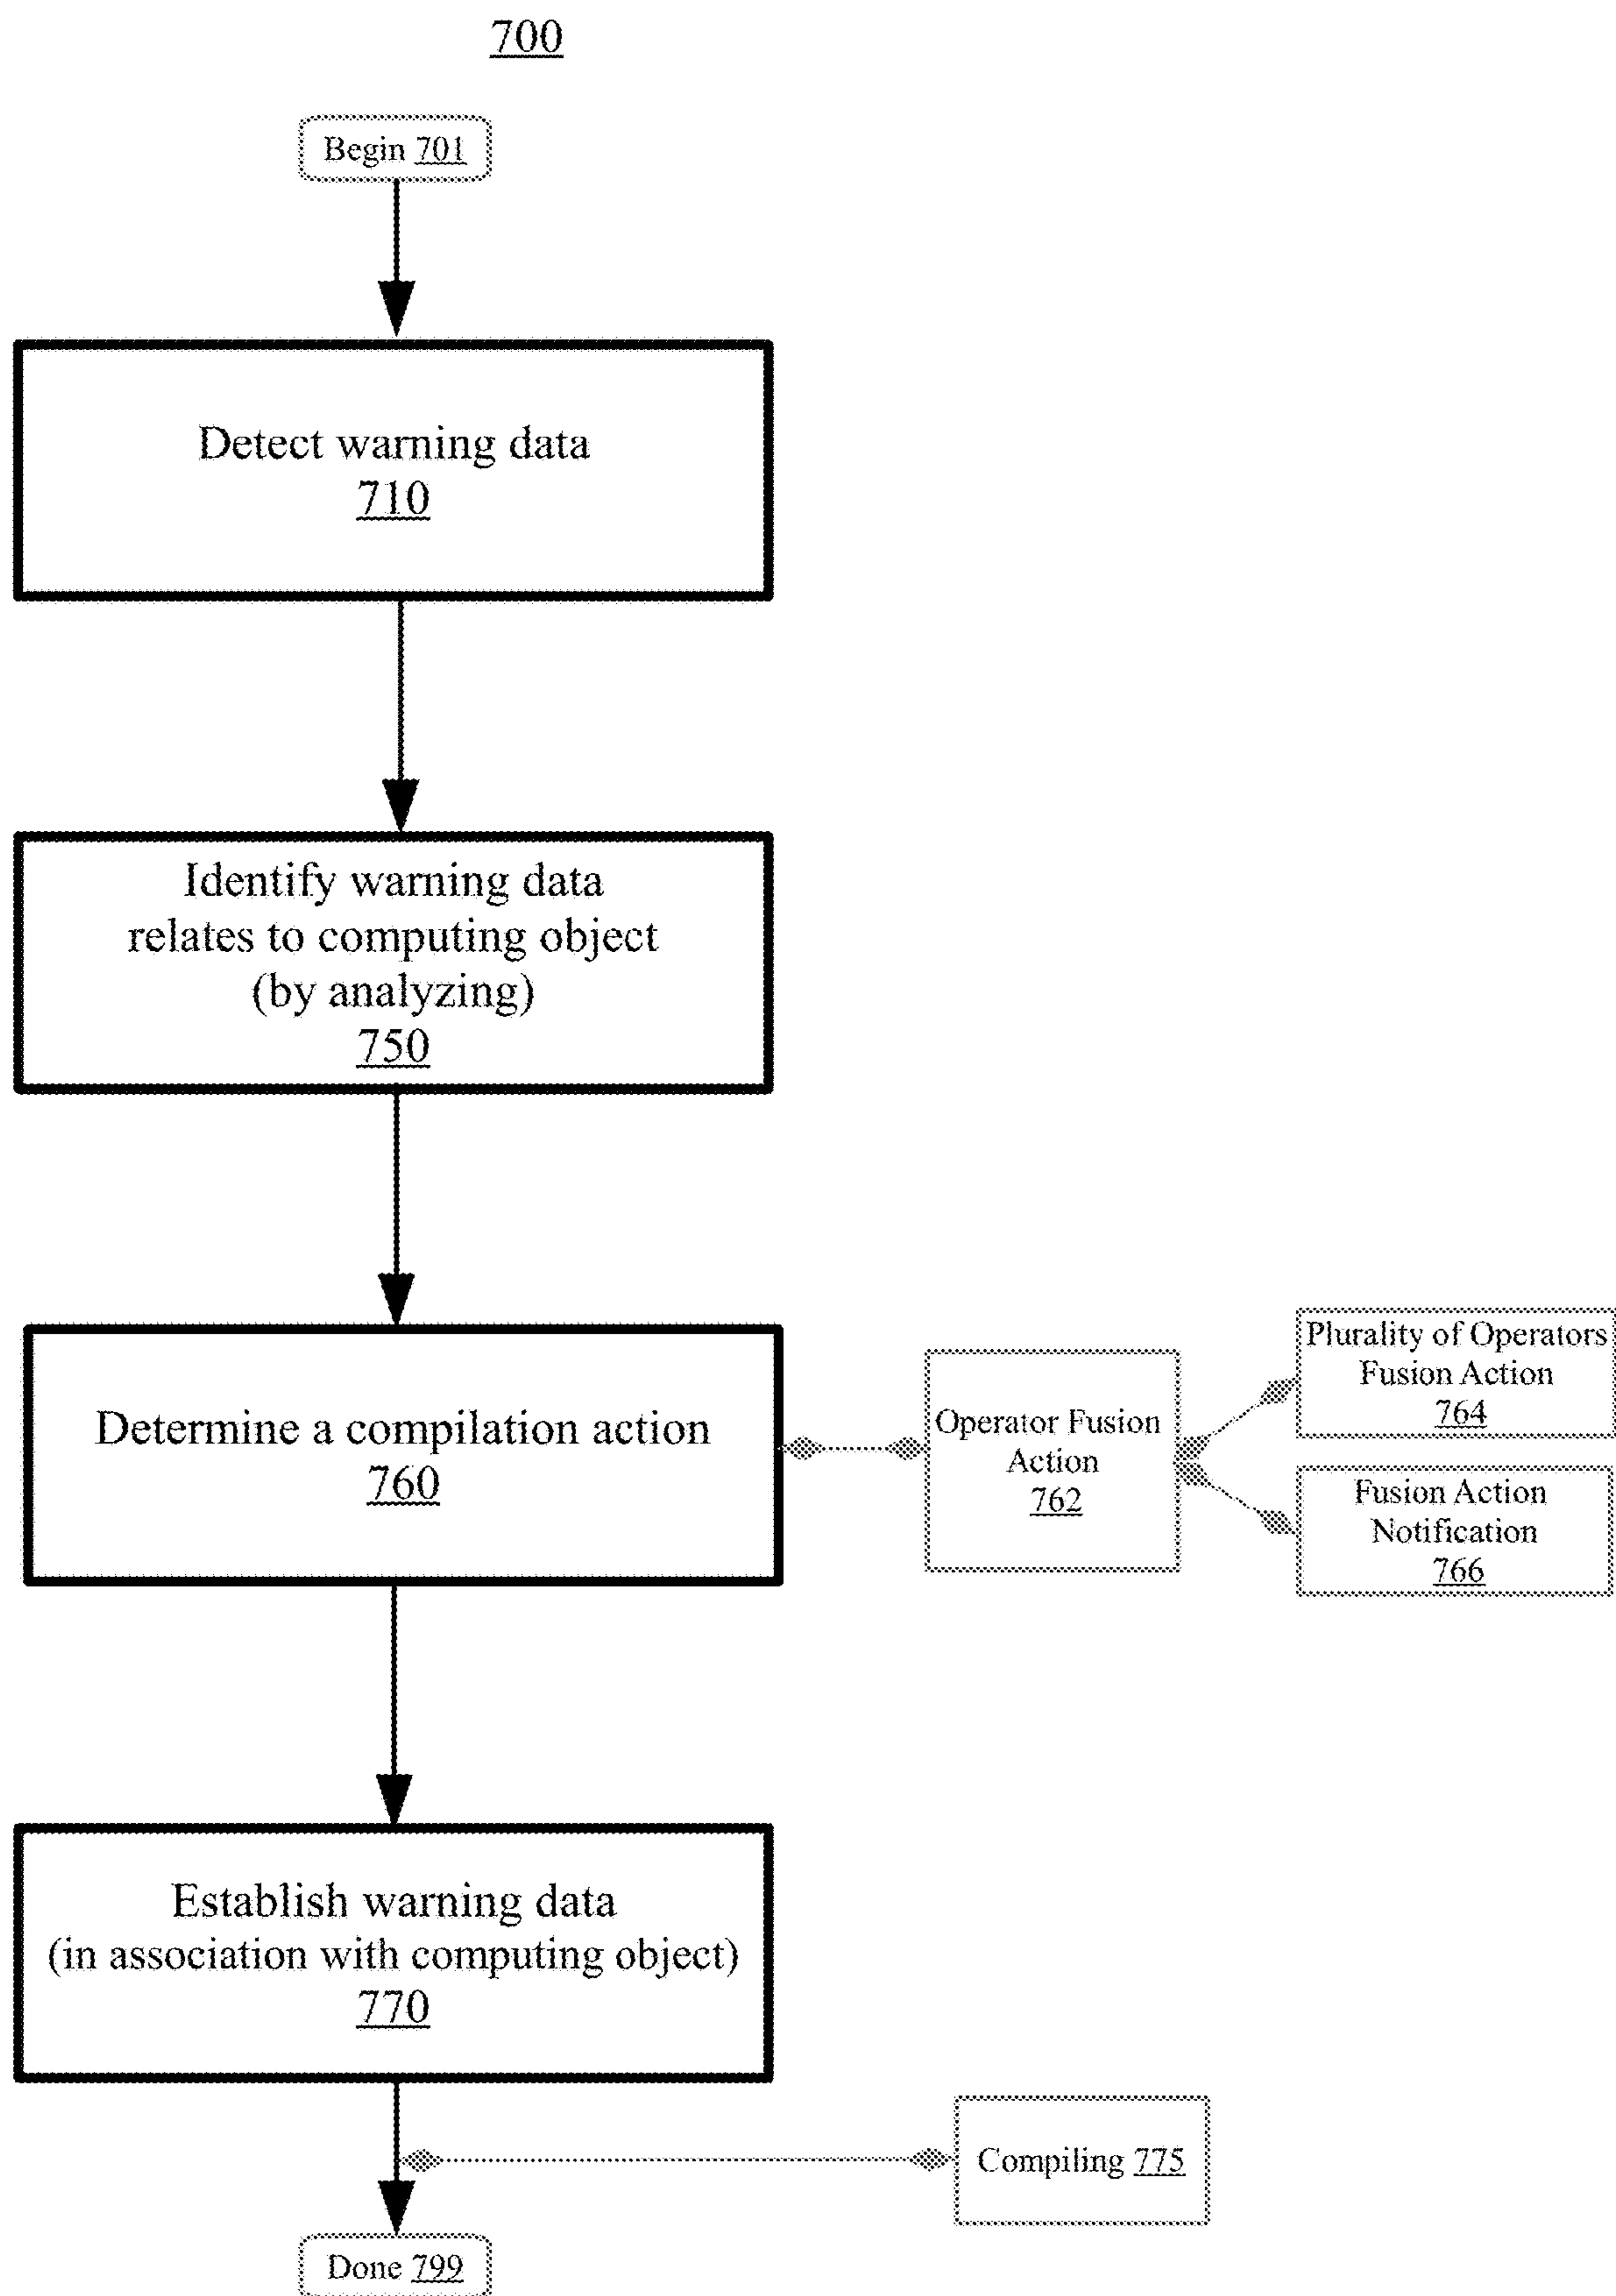 700
Begin 701
Detect warning data
710
Identify warning data
relates to computing object
(by analyzing)
750
Determine a compilation action
760
Operator Fusion
Action
762
Plurality of Operators
Fusion Action
764
Fusion Action
Notification
766
Establish warning data
(in association with computing object)
770
Compiling 775
Done 799